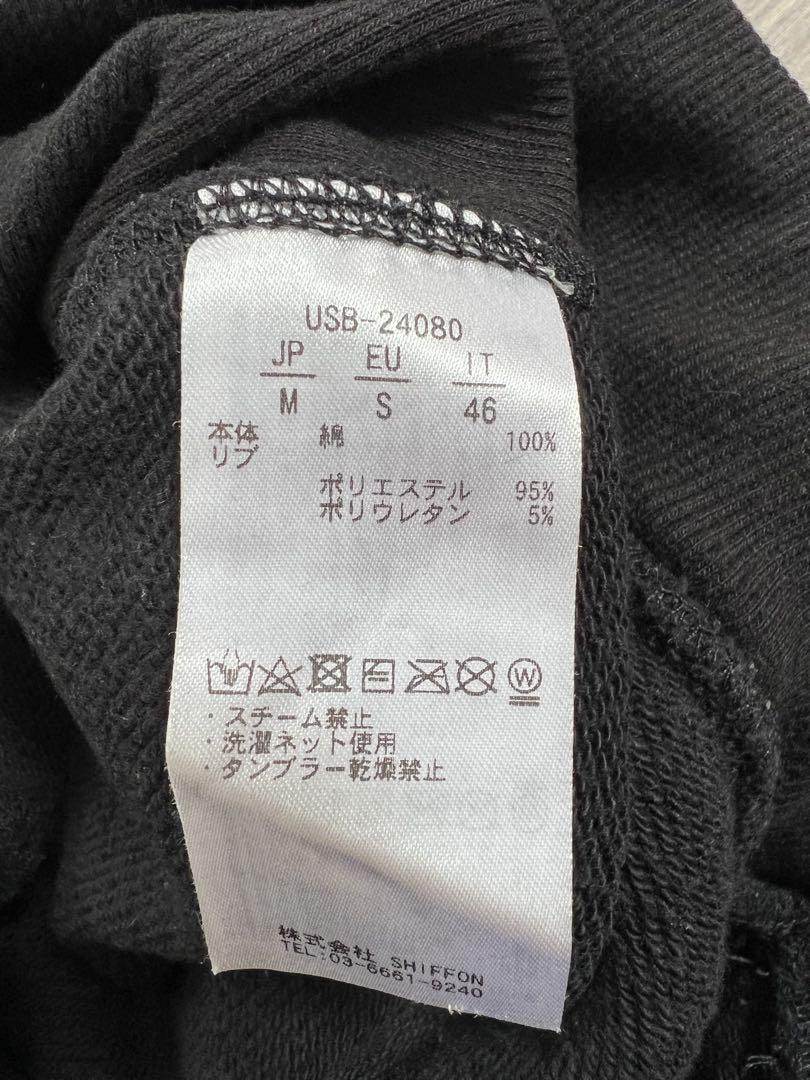 USB-24080
JP EU IT
M S 46
本体 綿 100%
リブ
ポリエステル 95%
ポリウレタン 5%
W
・スチーム禁止
・洗濯ネット使用
・タンブラー乾燥禁止
株式会社 SHIFFON
TEL:03-6661-9240